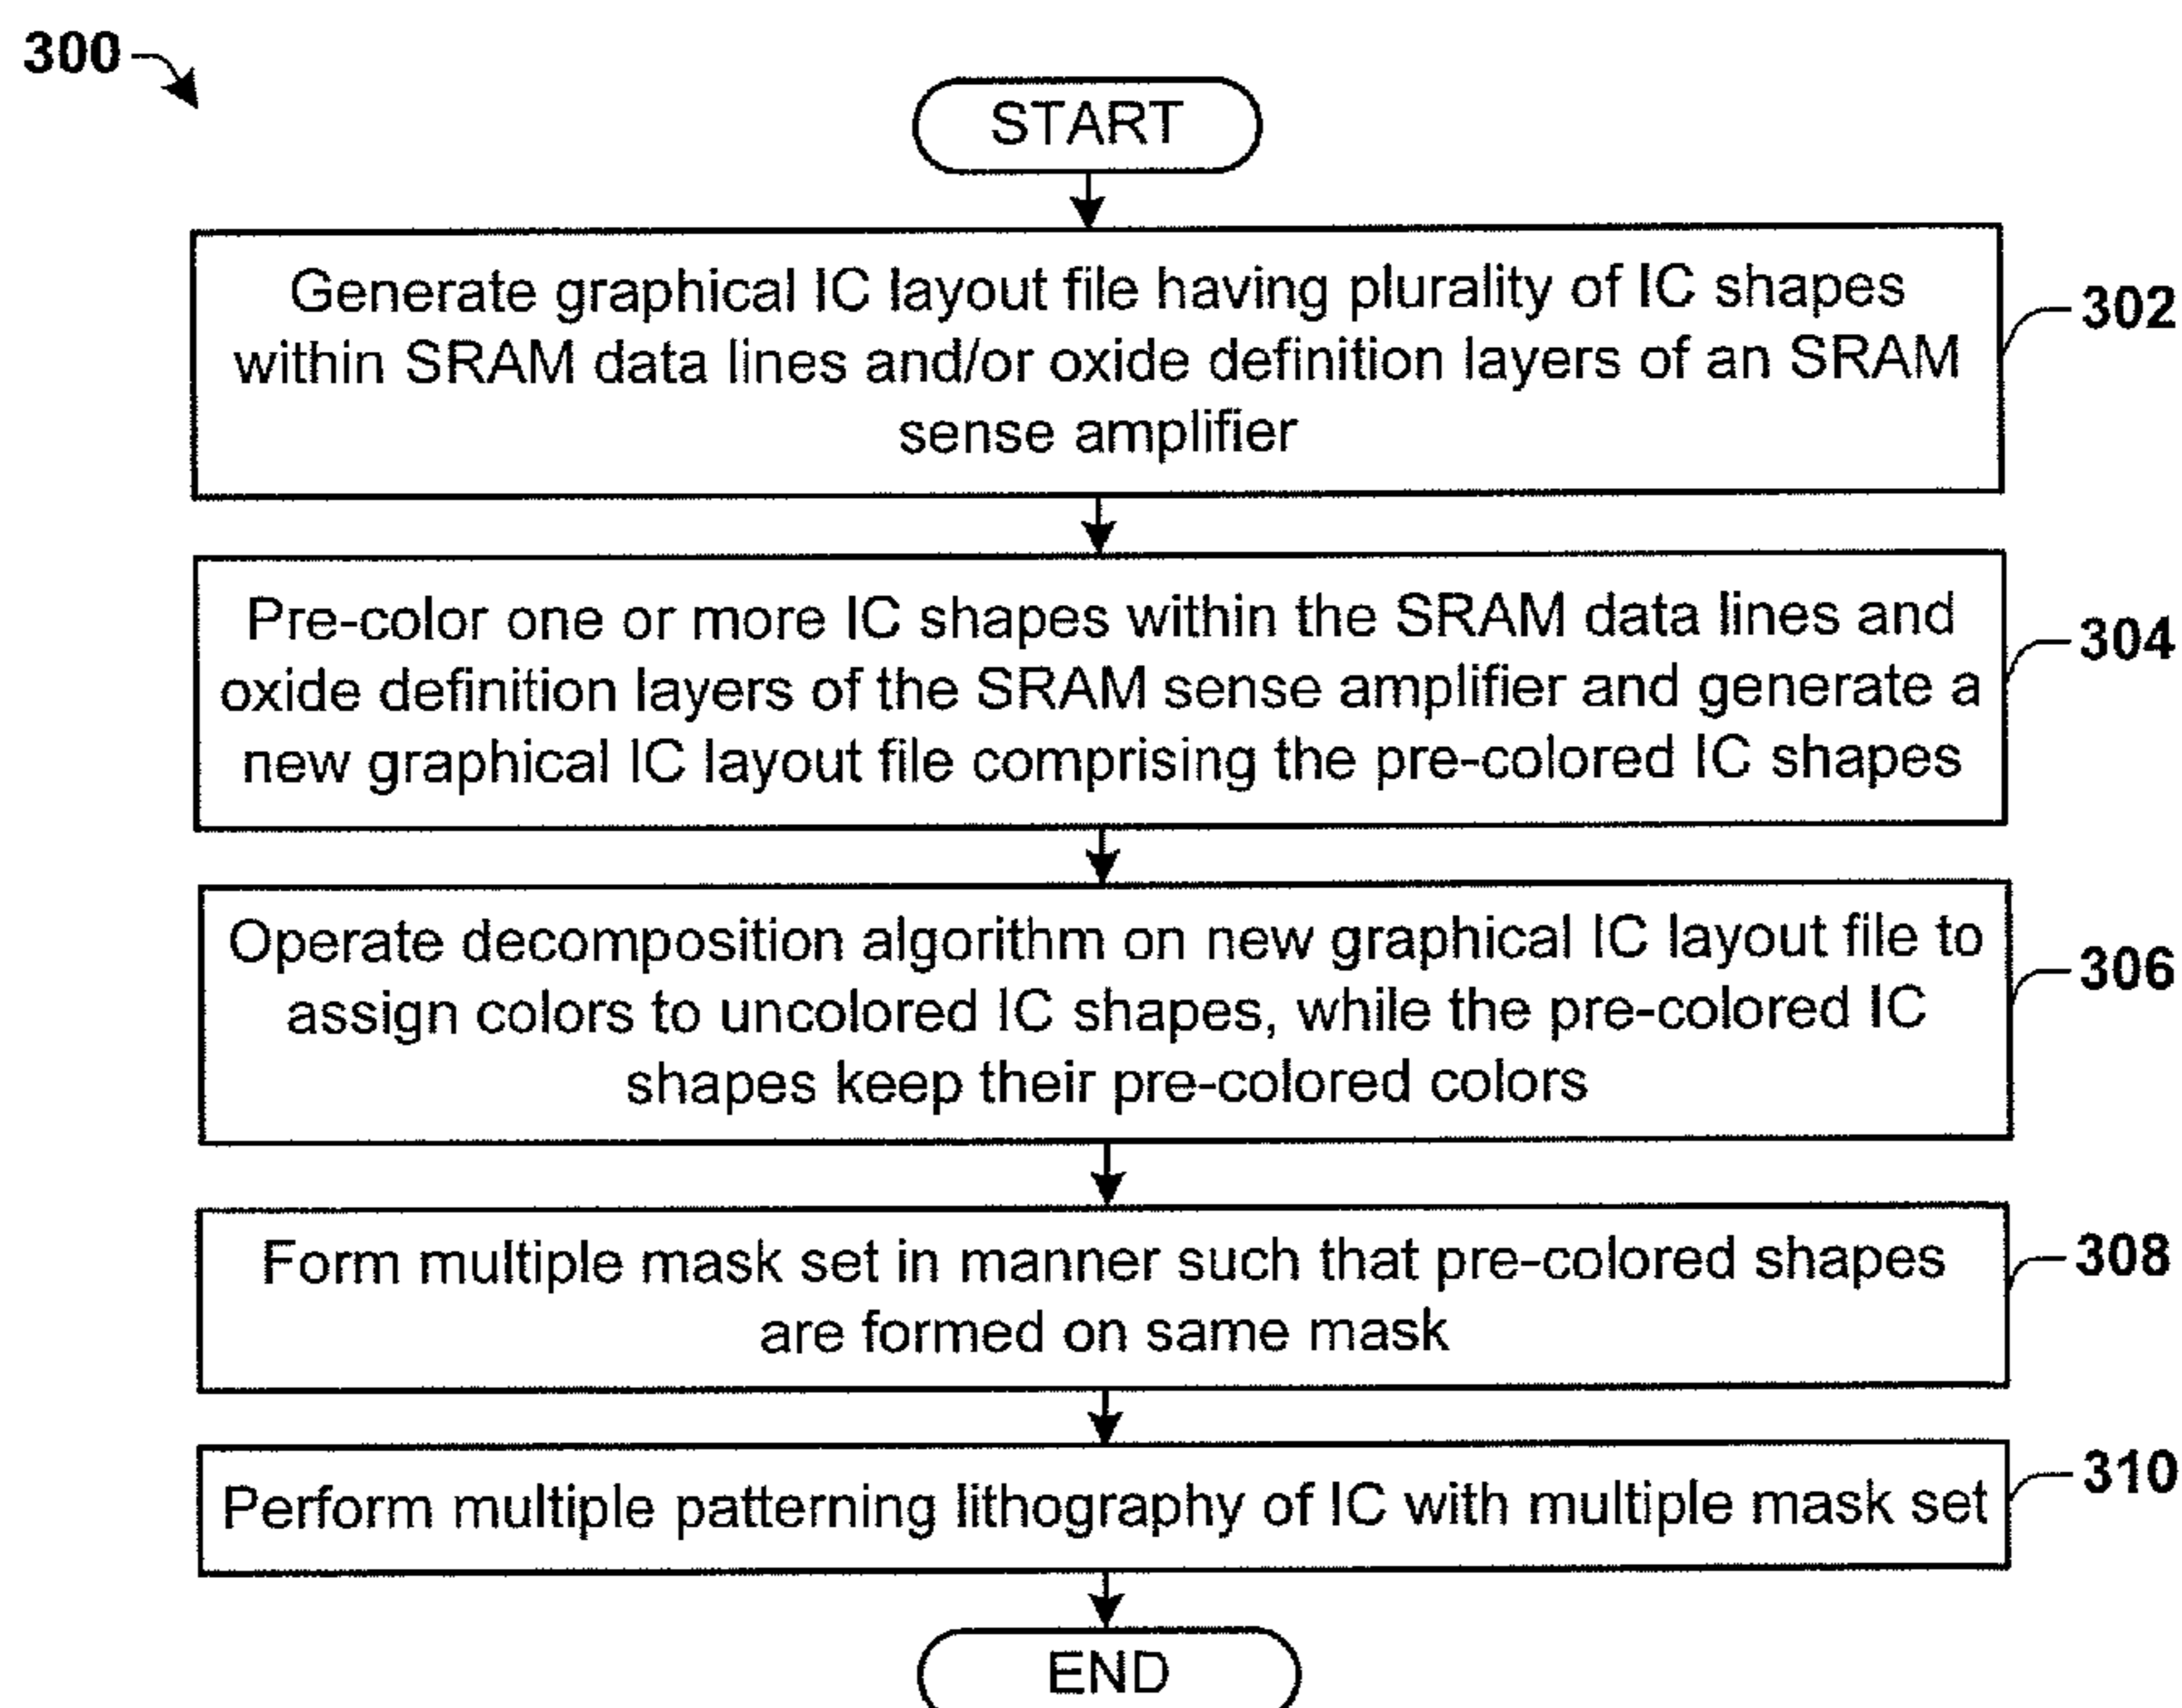 300
START
Generate graphical IC layout file having plurality of IC shapes
within SRAM data lines and/or oxide definition layers of an SRAM
sense amplifier
302
Pre-color one or more IC shapes within the SRAM data lines and
oxide definition layers of the SRAM sense amplifier and generate a
new graphical IC layout file comprising the pre-colored IC shapes
304
Operate decomposition algorithm on new graphical IC layout file to
assign colors to uncolored IC shapes, while the pre-colored IC
shapes keep their pre-colored colors
306
Form multiple mask set in manner such that pre-colored shapes
are formed on same mask
308
Perform multiple patterning lithography of IC with multiple mask set
310
END